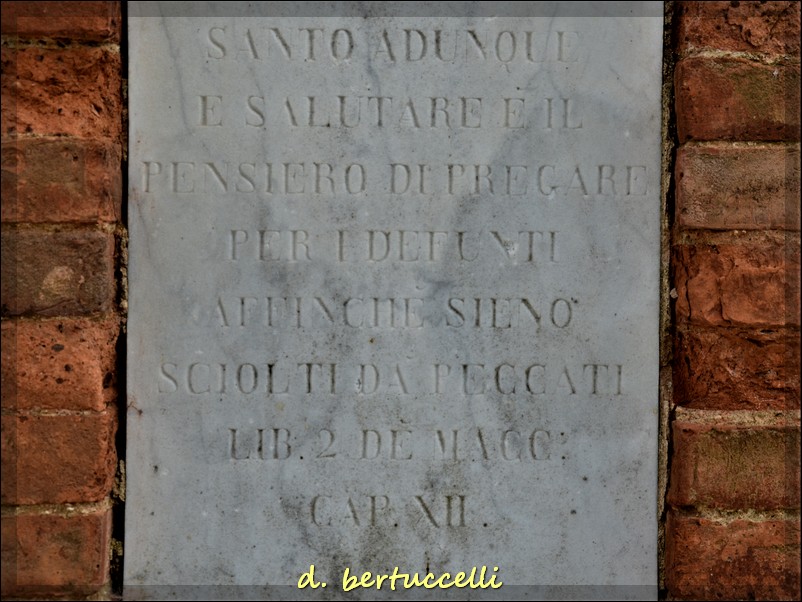 SANTO ADUNQUE
E SALUTARE È IL
PENSIERO DI PREGARE
PER I DEFUNTI
AFFINCHÈ SIENO
SCIOLTI DA PECCATI
LIB. 2 DE MACC:
CAP. XII.
d. bertuccelli